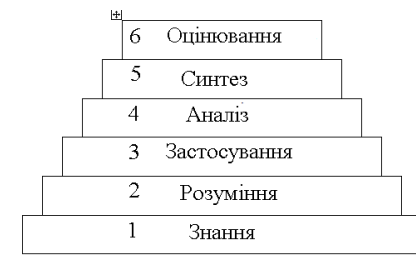 6 Оцінювання
5 Синтез
4 Аналіз
3 Застосування
2 Розуміння
1 Знання